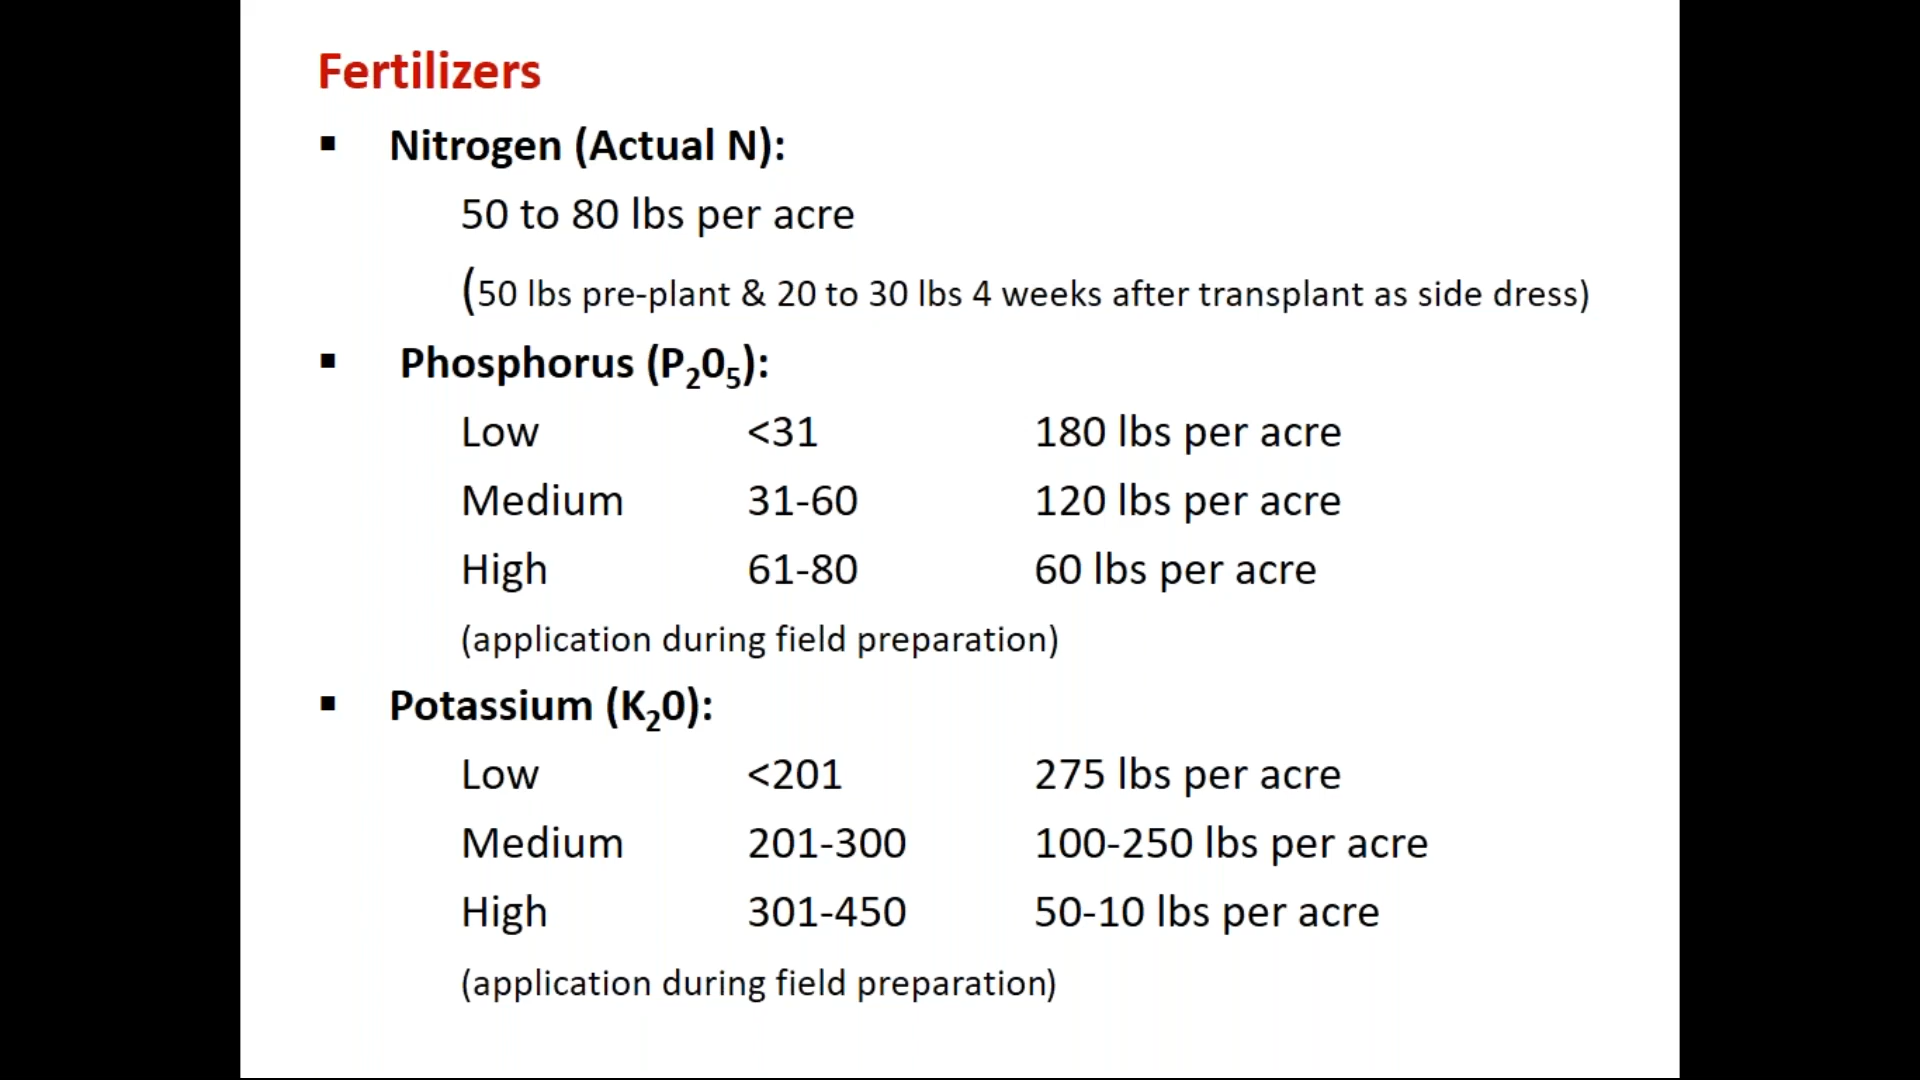 Fertilizers
▪ Nitrogen (Actual N):
50 to 80 lbs per acre
(50 lbs pre-plant & 20 to 30 lbs 4 weeks after transplant as side dress)
▪ Phosphorus (P₂0₅):
Low <31 180 lbs per acre
Medium 31-60 120 lbs per acre
High 61-80 60 lbs per acre
(application during field preparation)
▪ Potassium (K₂0):
Low <201 275 lbs per acre
Medium 201-300 100-250 lbs per acre
High 301-450 50-10 lbs per acre
(application during field preparation)